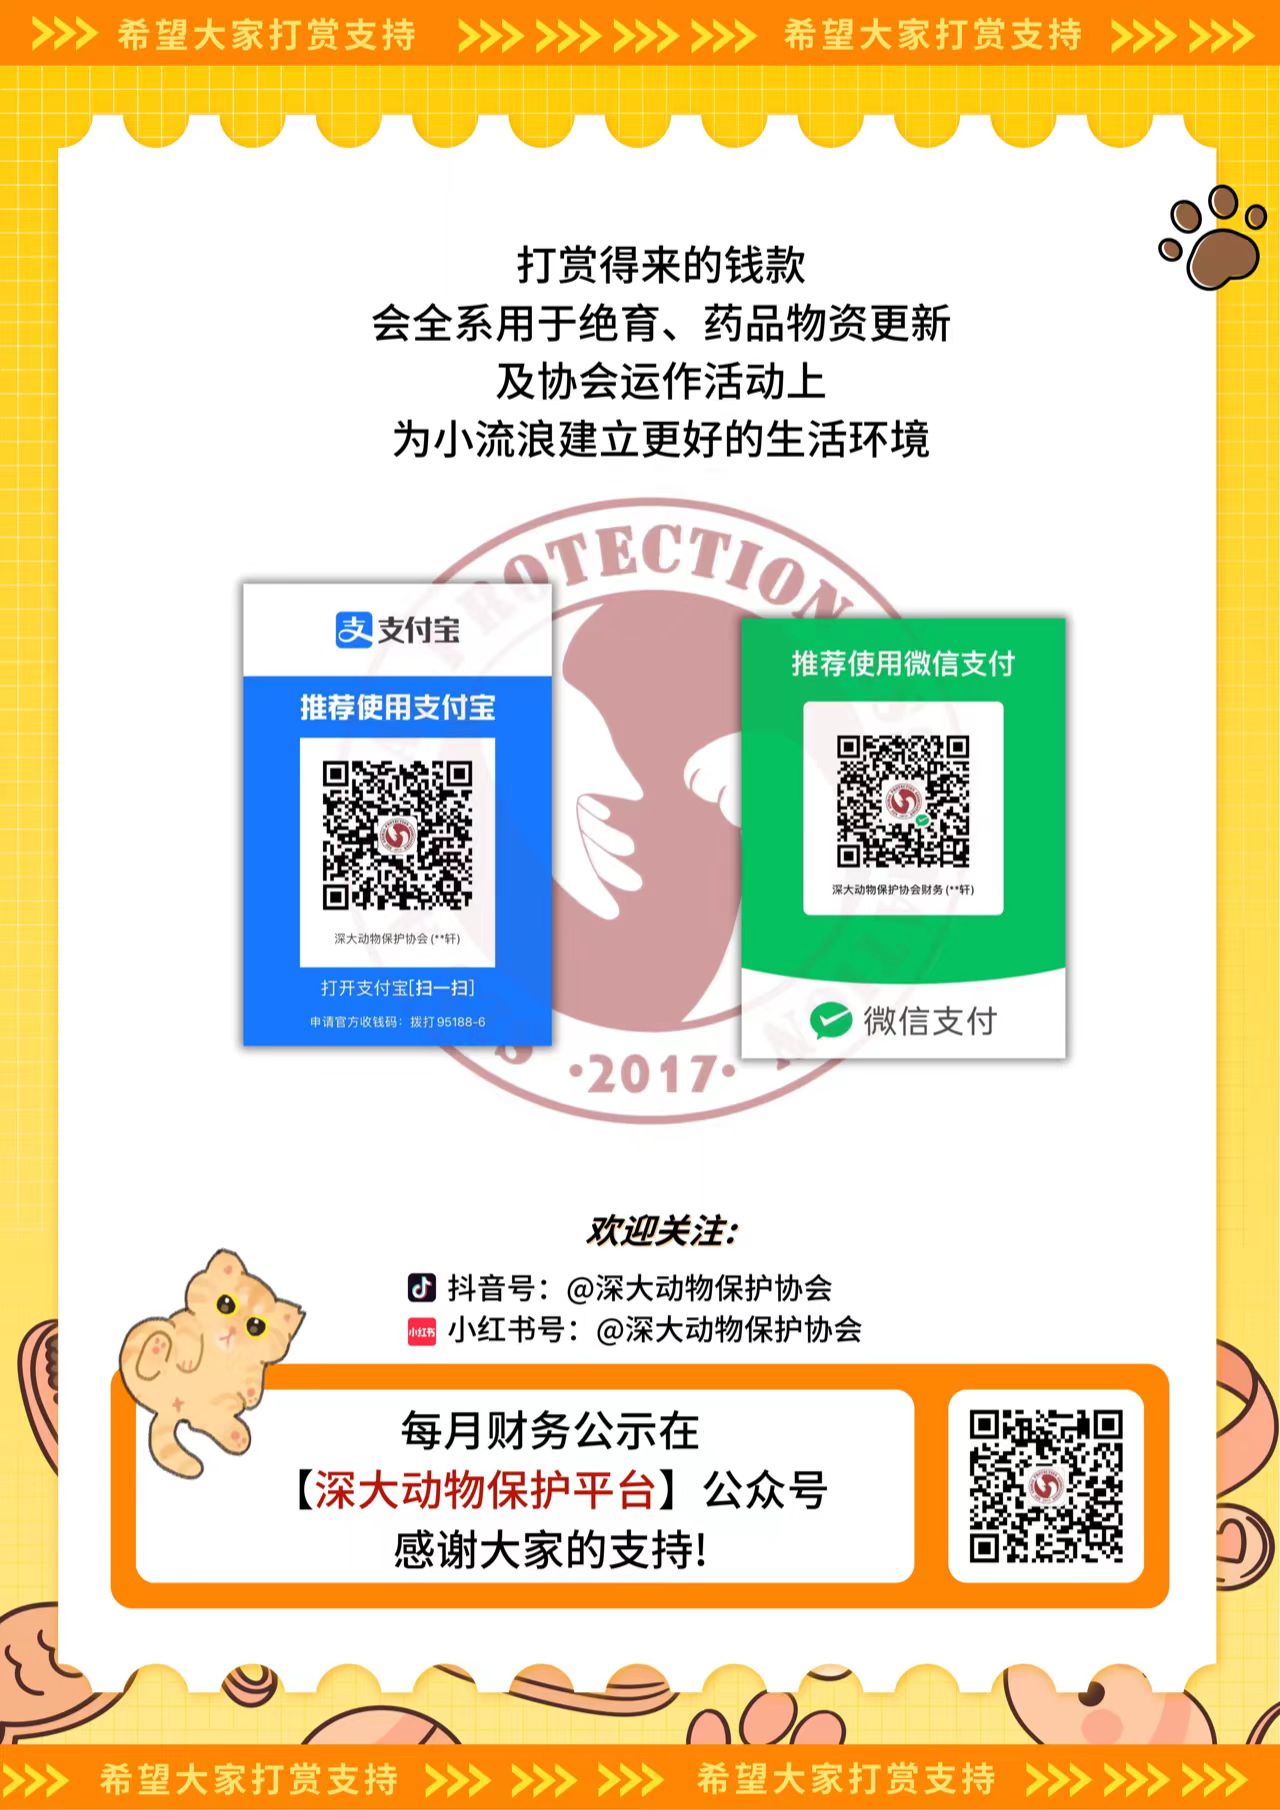 希望大家打赏支持 希望大家打赏支持
打赏得来的钱款
会全系用于绝育、药品物资更新
及协会运作活动上
为小流浪建立更好的生活环境
PROTECTION
支付宝
推荐使用支付宝
深大动物保护协会(**轩)
打开支付宝[扫一扫]
申请官方收钱码：拨打95188-6
推荐使用微信支付
深大动物保护协会财务(**轩)
微信支付
·2017·
欢迎关注:
抖音号：@深大动物保护协会
小红书 小红书号：@深大动物保护协会
每月财务公示在
【深大动物保护平台】公众号
感谢大家的支持!
希望大家打赏支持 希望大家打赏支持